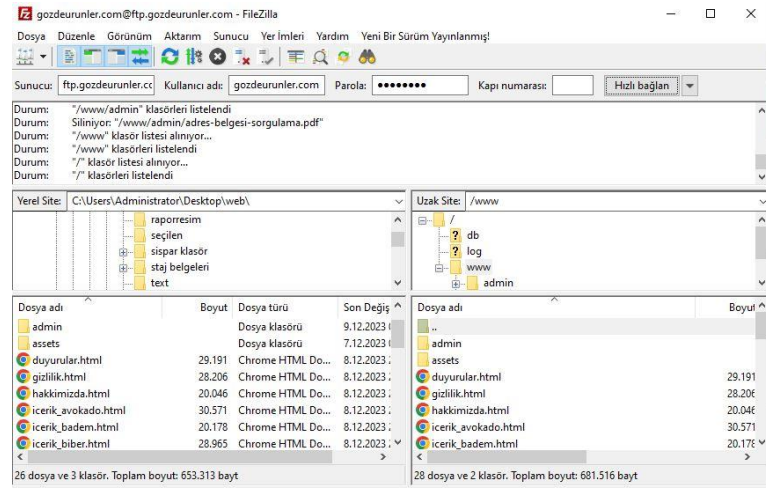 gozdeurunler.com@ftp.gozdeurunler.com - FileZilla
Dosya Düzenle Görünüm Aktarım Sunucu Yer İmleri Yardım Yeni Bir Sürüm Yayınlanmış!
Sunucu: ftp.gozdeurunler.cc Kullanıcı adı: gozdeurunler.com Parola: ●●●●●●●● Kapı numarası: Hızlı bağlan
Durum: "/www/admin" klasörleri listelendi
Durum: Siliniyor: "/www/admin/adres-belgesi-sorgulama.pdf"
Durum: "/www" klasör listesi alınıyor...
Durum: "/www" klasörleri listelendi
Durum: "/" klasör listesi alınıyor...
Durum: "/" klasörleri listelendi
Yerel Site: C:\Users\Administrator\Desktop\web\
raporresim
seçilen
sispar klasör
staj belgeleri
text
Dosya adı Boyut Dosya türü Son Değiş
admin Dosya klasörü 9.12.2023
assets Dosya klasörü 7.12.2023
duyurular.html 29.191 Chrome HTML Do... 8.12.2023
gizlilik.html 28.206 Chrome HTML Do... 8.12.2023
hakkimizda.html 20.046 Chrome HTML Do... 8.12.2023
icerik_avokado.html 30.571 Chrome HTML Do... 8.12.2023
icerik_badem.html 20.178 Chrome HTML Do... 8.12.2023
icerik_biber.html 28.965 Chrome HTML Do... 8.12.2023
26 dosya ve 3 klasör. Toplam boyut: 653.313 bayt
Uzak Site: /www
/
db
log
www
admin
Dosya adı Boyut
..
admin
assets
duyurular.html 29.191
gizlilik.html 28.206
hakkimizda.html 20.046
icerik_avokado.html 30.571
icerik_badem.html 20.178
28 dosya ve 2 klasör. Toplam boyut: 681.516 bayt